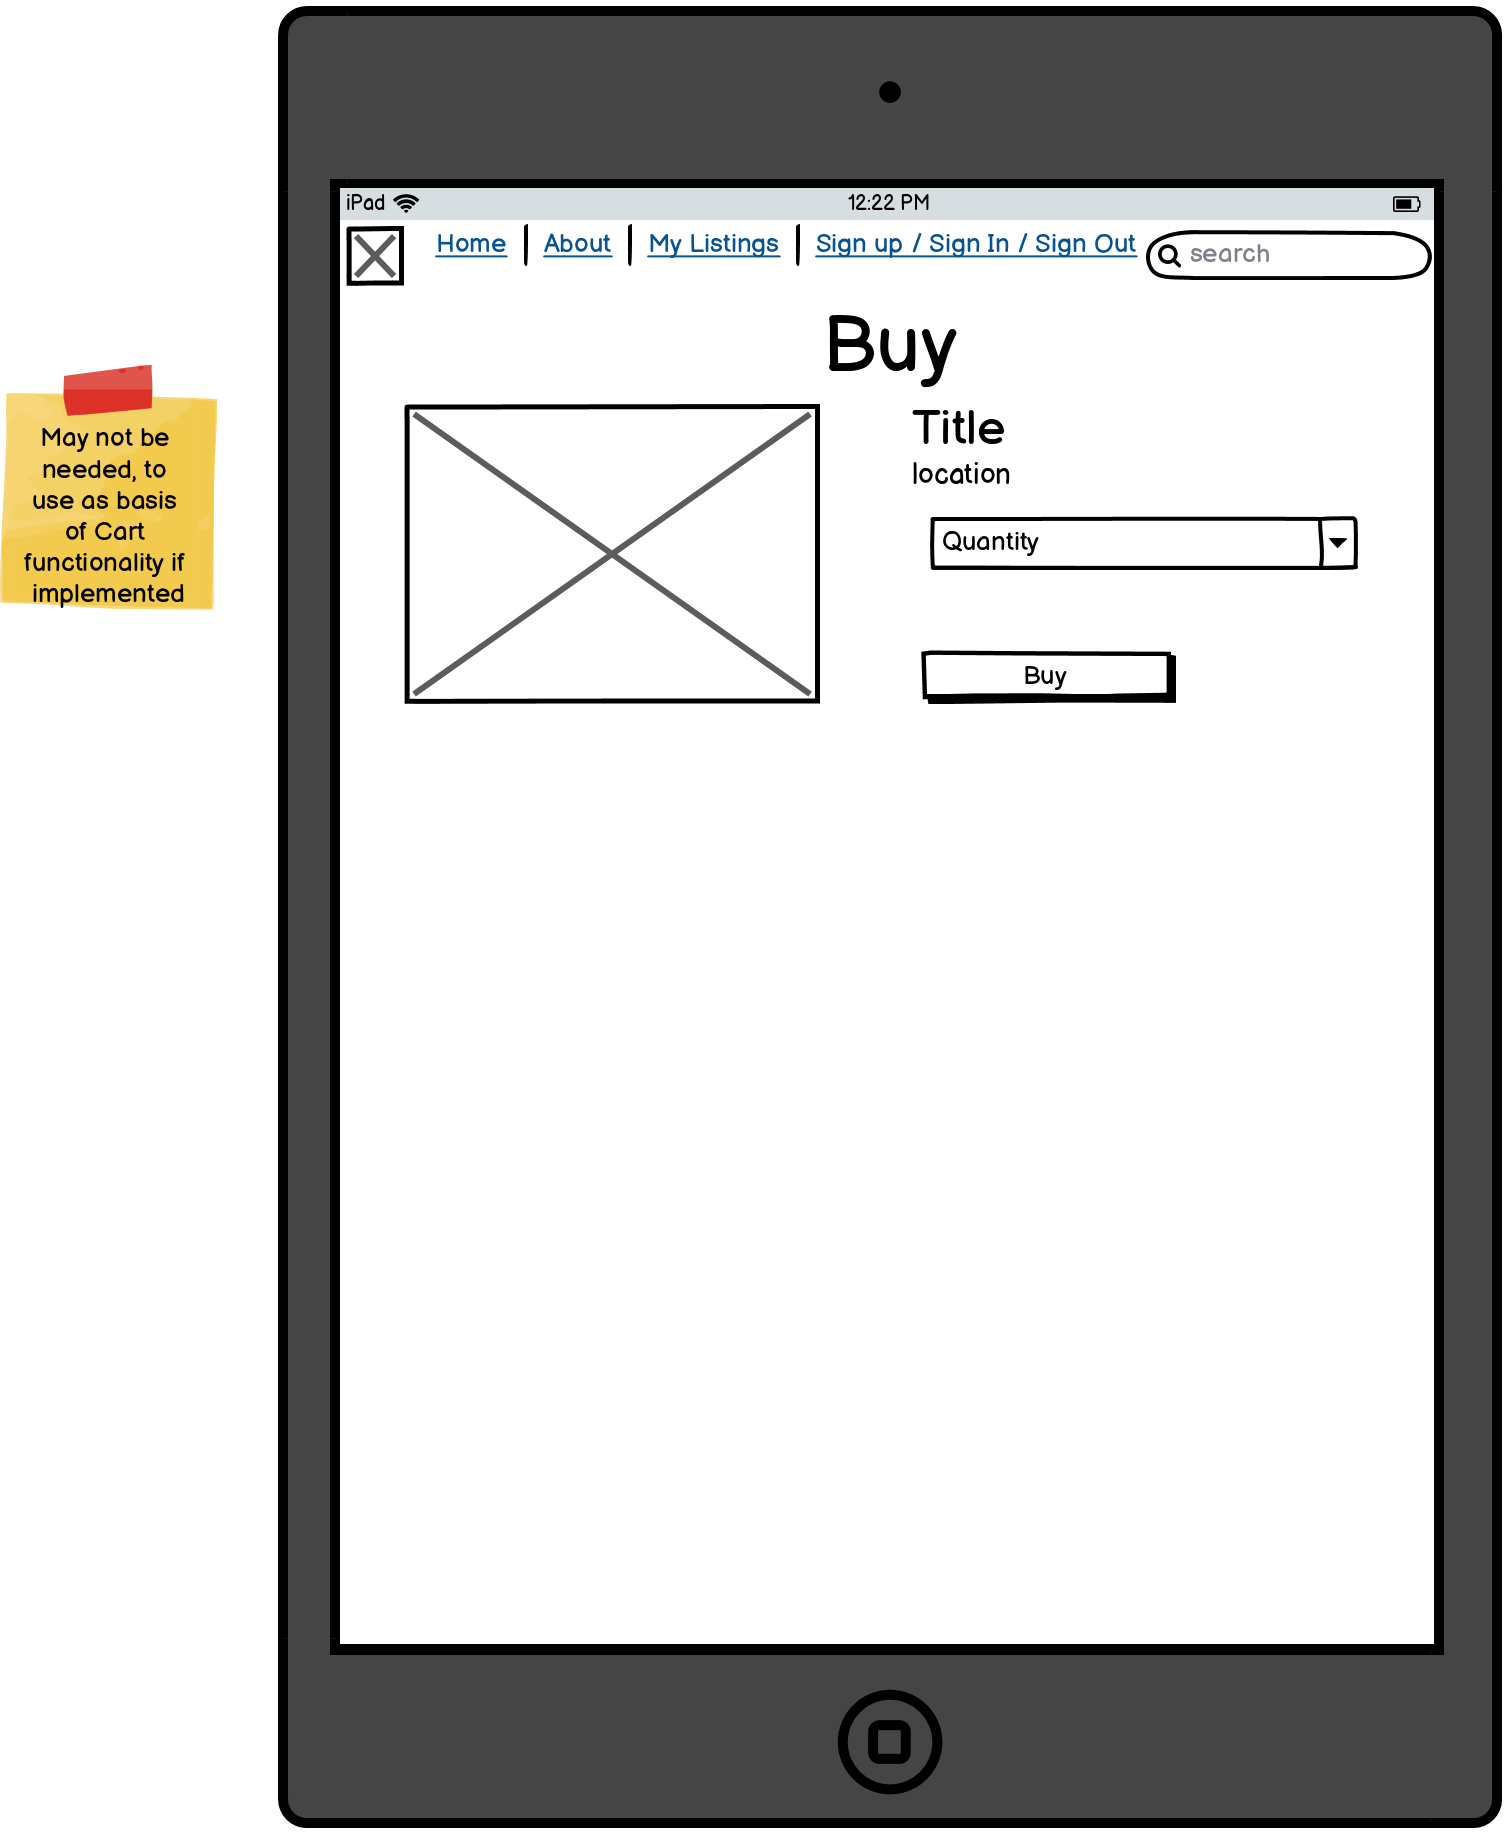 iPad 12:22 PM
Home About My Listings Sign up / Sign In / Sign Out search
Buy
Title
location
Quantity
Buy
May not be
needed, to
use as basis
of Cart
functionality if
implemented